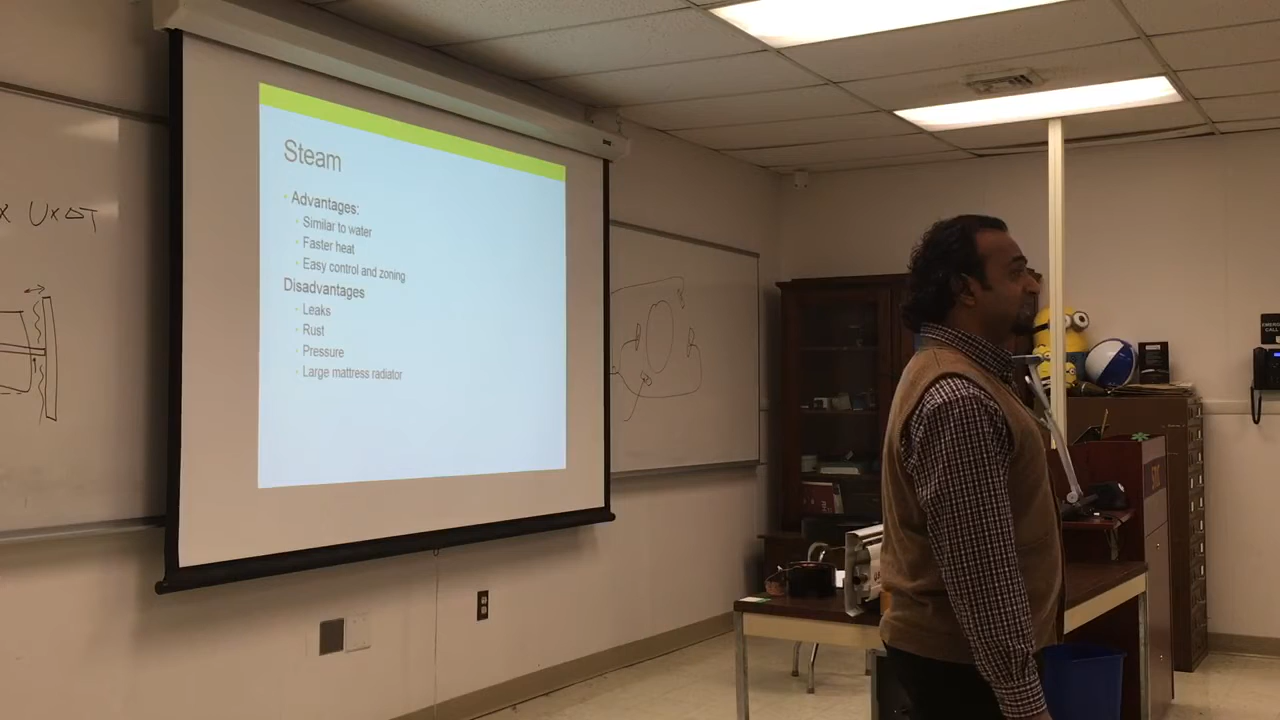 x U x ΔT
Steam
Advantages:
Similar to water
Faster heat
Easy control and zoning
Disadvantages
Leaks
Rust
Pressure
Large mattress radiator